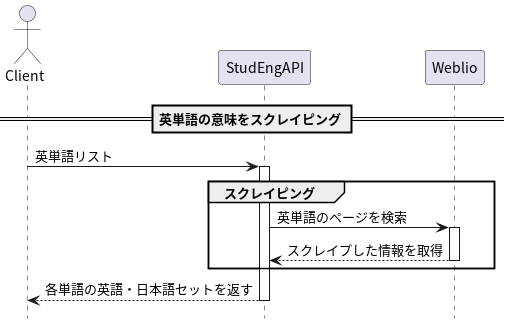 Client
StudEngAPI
Weblio
英単語の意味をスクレイピング
英単語リスト
スクレイピング
英単語のページを検索
スクレイプした情報を取得
各単語の英語・日本語セットを返す